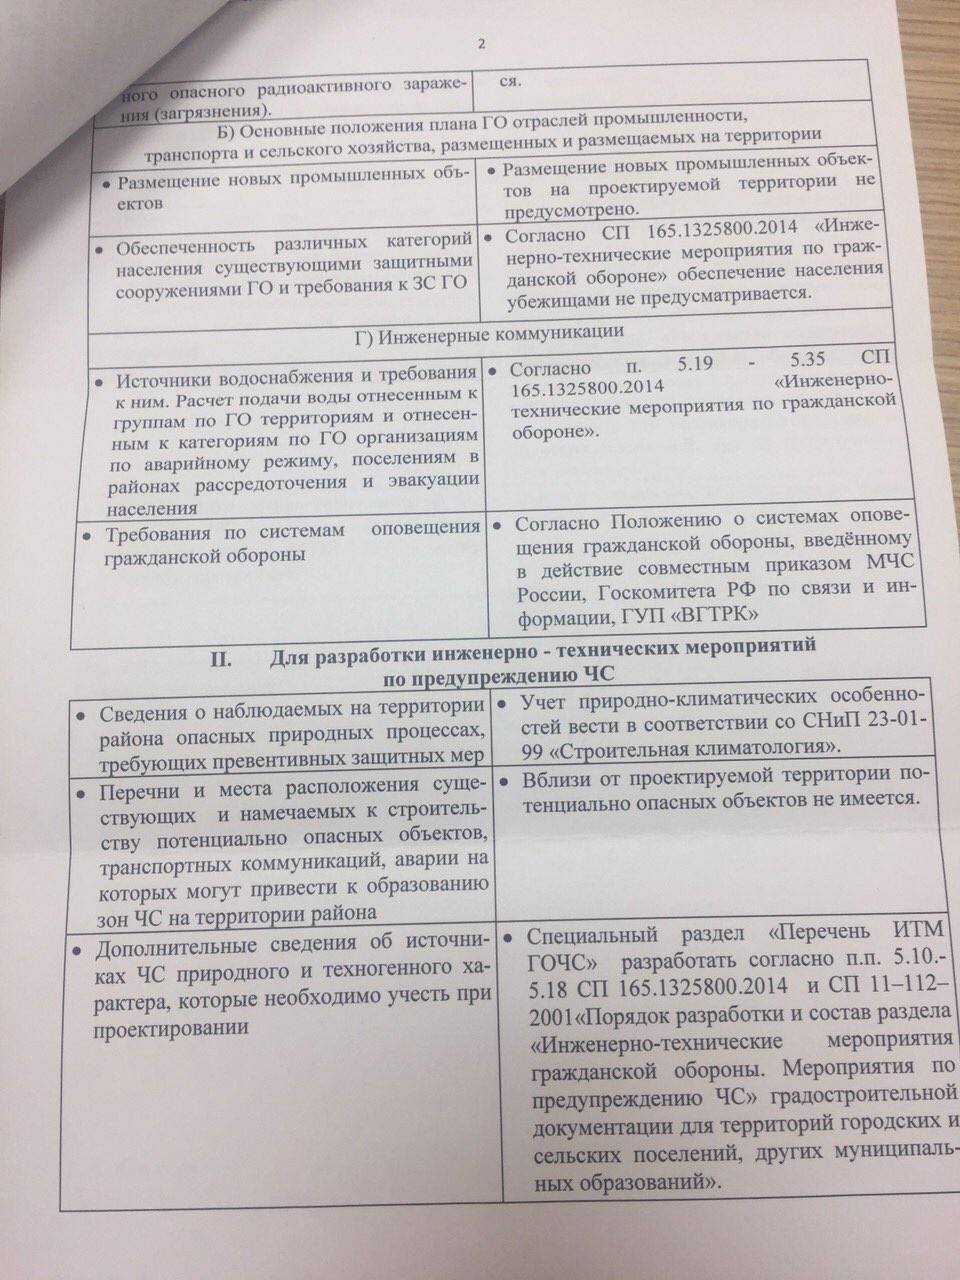 2
ного опасного радиоактивного зараже-
ния (загрязнения).
ся.
Б) Основные положения плана ГО отраслей промышленности,
транспорта и сельского хозяйства, размещенных и размещаемых на территории
• Размещение новых промышленных объ-
ектов
• Размещение новых промышленных объек-
тов на проектируемой территории не
предусмотрено.
• Обеспеченность различных категорий
населения существующими защитными
сооружениями ГО и требования к ЗС ГО
• Согласно СП 165.1325800.2014 «Инже-
нерно-технические мероприятия по граж-
данской обороне» обеспечение населения
убежищами не предусматривается.
Г) Инженерные коммуникации
• Источники водоснабжения и требования
к ним. Расчет подачи воды отнесенным к
группам по ГО территориям и отнесен-
ным к категориям по ГО организациям
по аварийному режиму, поселениям в
районах рассредоточения и эвакуации
населения
• Согласно п. 5.19 - 5.35 СП
165.1325800.2014 «Инженерно-
технические мероприятия по гражданской
обороне».
• Требования по системам оповещения
гражданской обороны
• Согласно Положению о системах опове-
щения гражданской обороны, введённому
в действие совместным приказом МЧС
России, Госкомитета РФ по связи и ин-
формации, ГУП «ВГТРК»
II. Для разработки инженерно - технических мероприятий
по предупреждению ЧС
• Сведения о наблюдаемых на территории
района опасных природных процессах,
требующих превентивных защитных мер
• Учет природно-климатических особенно-
стей вести в соответствии со СНиП 23-01-
99 «Строительная климатология».
• Перечни и места расположения суще-
ствующих и намечаемых к строитель-
ству потенциально опасных объектов,
транспортных коммуникаций, аварии на
которых могут привести к образованию
зон ЧС на территории района
• Вблизи от проектируемой территории по-
тенциально опасных объектов не имеется.
• Дополнительные сведения об источни-
ках ЧС природного и техногенного ха-
рактера, которые необходимо учесть при
проектировании
• Специальный раздел «Перечень ИТМ
ГОЧС» разработать согласно п.п. 5.10.-
5.18 СП 165.1325800.2014 и СП 11–112–
2001«Порядок разработки и состав раздела
«Инженерно-технические мероприятия
гражданской обороны. Мероприятия по
предупреждению ЧС» градостроительной
документации для территорий городских и
сельских поселений, других муниципаль-
ных образований».